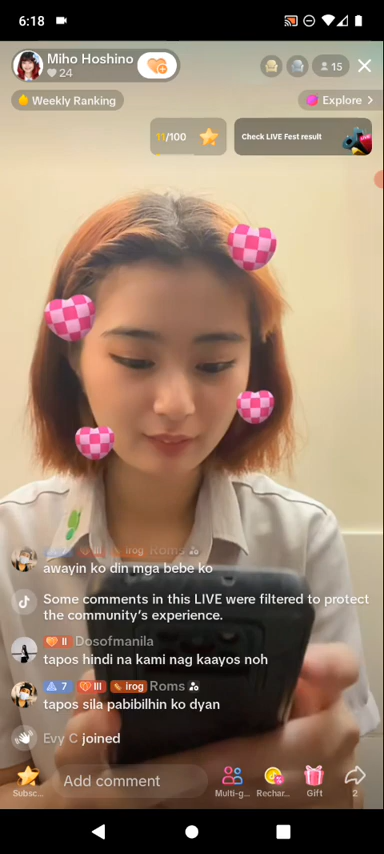 6:18
Miho Hoshino
24
15
Weekly Ranking
Explore
11/100
Check LIVE Fest result
irog Roms
awayin ko din mga bebe ko
Some comments in this LIVE were filtered to protect
the community's experience.
II Dosofmanila
tapos hindi na kami nag kaayos noh
7 III irog Roms
tapos sila pabibilhin ko dyan
Evy C joined
Add comment
Subsc...
Multi-g...
Rechar...
Gift
2